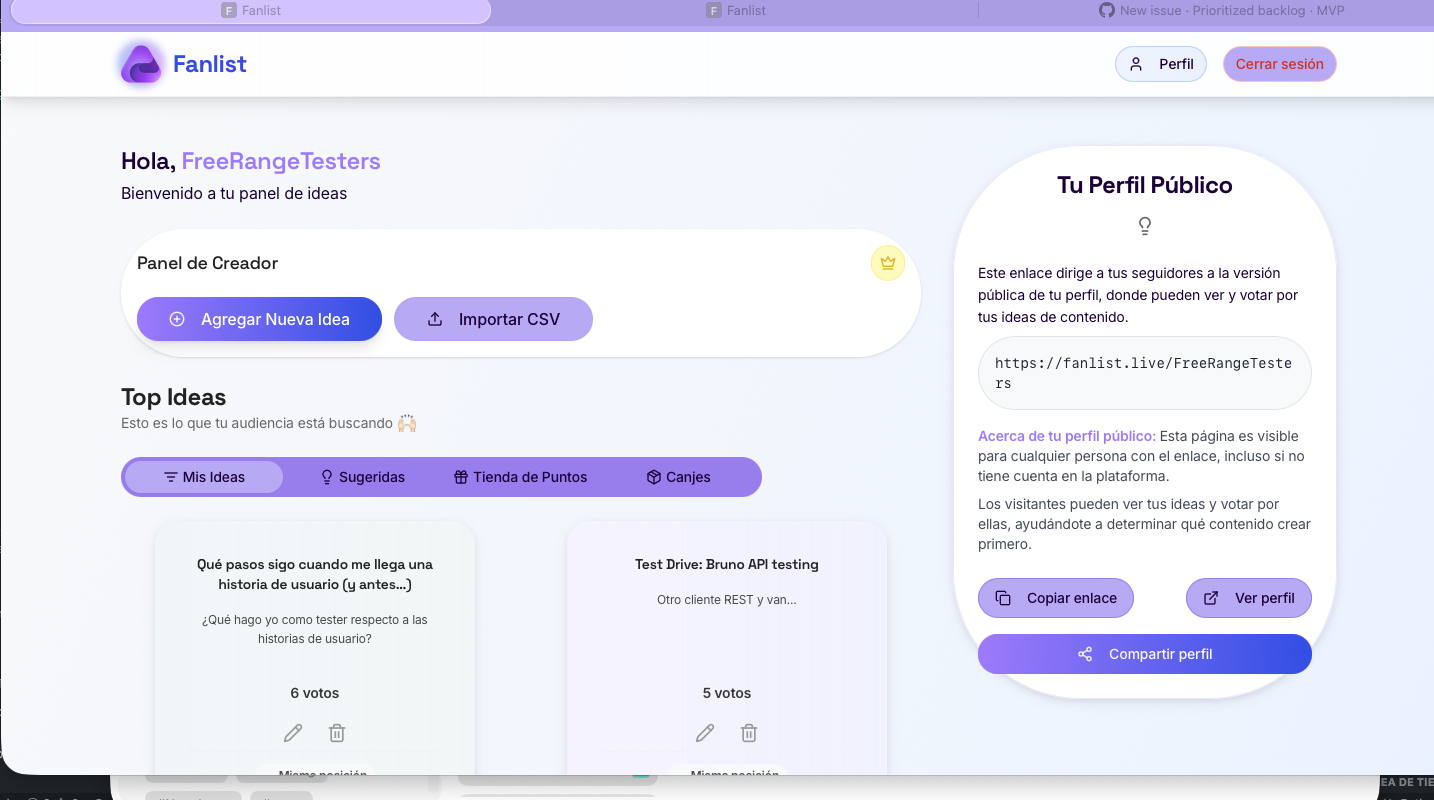 F Fanlist
F Fanlist
New issue · Prioritized backlog · MVP
Fanlist
Perfil
Cerrar sesión
Hola, FreeRangeTesters
Bienvenido a tu panel de ideas
Panel de Creador
Agregar Nueva Idea
Importar CSV
Top Ideas
Esto es lo que tu audiencia está buscando 🙌🏻
Mis Ideas
Sugeridas
Tienda de Puntos
Canjes
Qué pasos sigo cuando me llega una
historia de usuario (y antes...)
¿Qué hago yo como tester respecto a las
historias de usuario?
6 votos
Misma posición
Test Drive: Bruno API testing
Otro cliente REST y van...
5 votos
Misma posición
Tu Perfil Público
Este enlace dirige a tus seguidores a la versión
pública de tu perfil, donde pueden ver y votar por
tus ideas de contenido.
https://fanlist.live/FreeRangeTeste
rs
Acerca de tu perfil público: Esta página es visible
para cualquier persona con el enlace, incluso si no
tiene cuenta en la plataforma.
Los visitantes pueden ver tus ideas y votar por
ellas, ayudándote a determinar qué contenido crear
primero.
Copiar enlace
Ver perfil
Compartir perfil
EA DE TIE